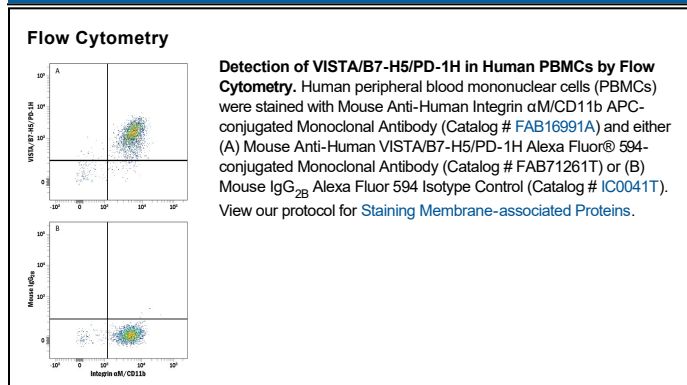 Flow Cytometry
Detection of VISTA/B7-H5/PD-1H in Human PBMCs by Flow
Cytometry. Human peripheral blood mononuclear cells (PBMCs)
were stained with Mouse Anti-Human Integrin αM/CD11b APC-
conjugated Monoclonal Antibody (Catalog # FAB16991A) and either
(A) Mouse Anti-Human VISTA/B7-H5/PD-1H Alexa Fluor® 594-
conjugated Monoclonal Antibody (Catalog # FAB71261T) or (B)
Mouse IgG2B Alexa Fluor 594 Isotype Control (Catalog # IC0041T).
View our protocol for Staining Membrane-associated Proteins.
A
VISTA/B7-H5/PD-1H
0
B
Mouse IgG2B
0
Integrin αM/CD11b